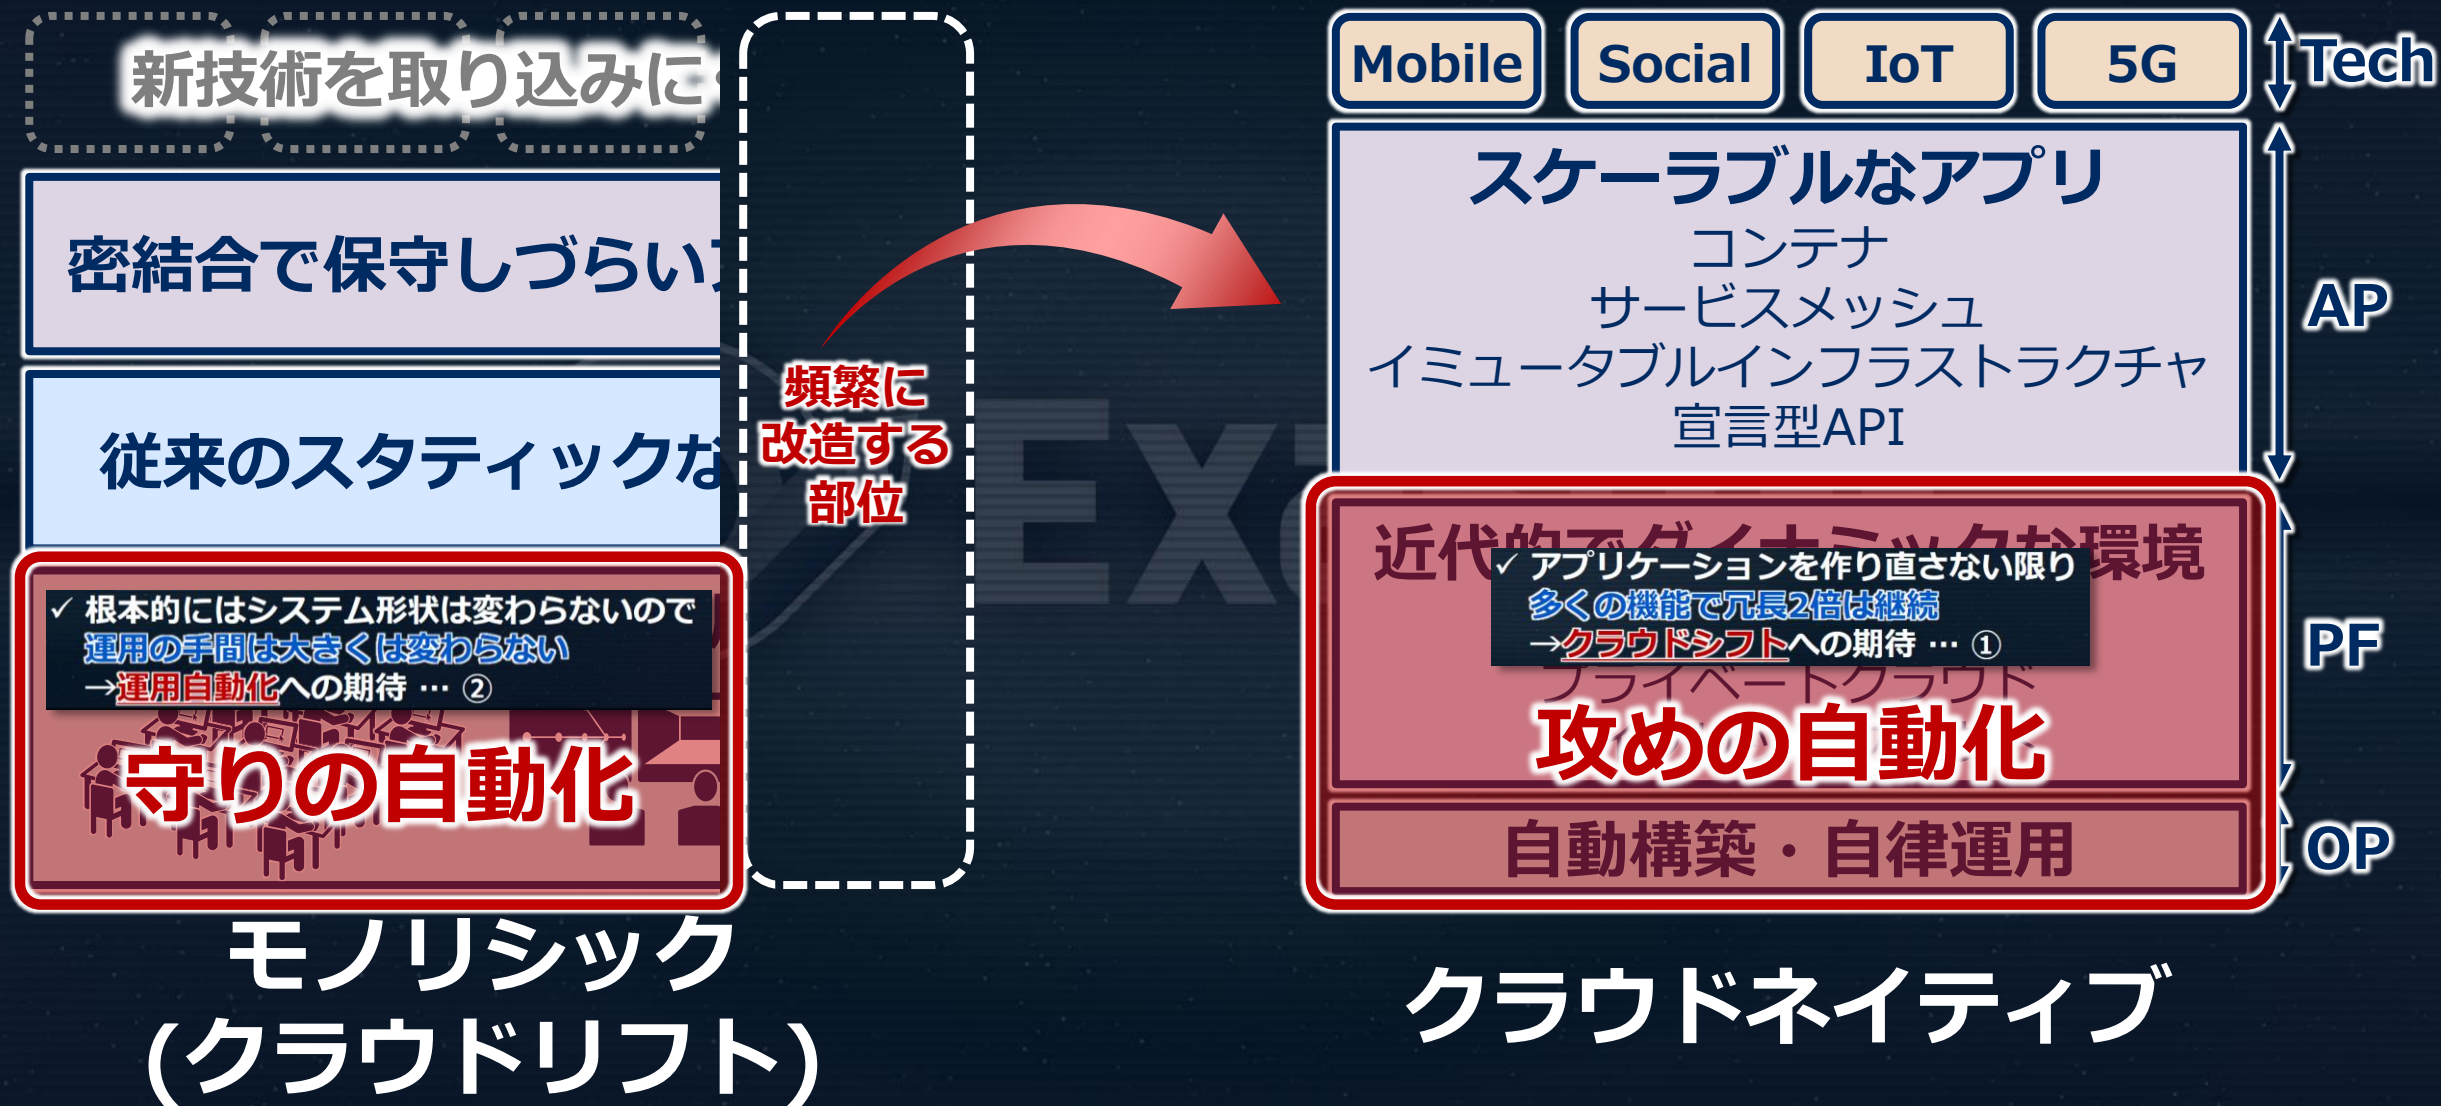 新技術を取り込みに
密結合で保守しづらい
従来のスタティックな
✓ 根本的にはシステム形状は変わらないので
運用の手間は大きくは変わらない
→運用自動化への期待 … ②
守りの自動化
モノリシック
(クラウドリフト)
頻繁に
改造する
部位
Mobile
Social
IoT
5G
Tech
スケーラブルなアプリ
コンテナ
サービスメッシュ
イミュータブルインフラストラクチャ
宣言型API
AP
近代的でダイナミックな環境
✓ アプリケーションを作り直さない限り
多くの機能で冗長2倍は継続
→クラウドシフトへの期待 … ①
プライベートクラウド
攻めの自動化
PF
自動構築・自律運用
OP
クラウドネイティブ